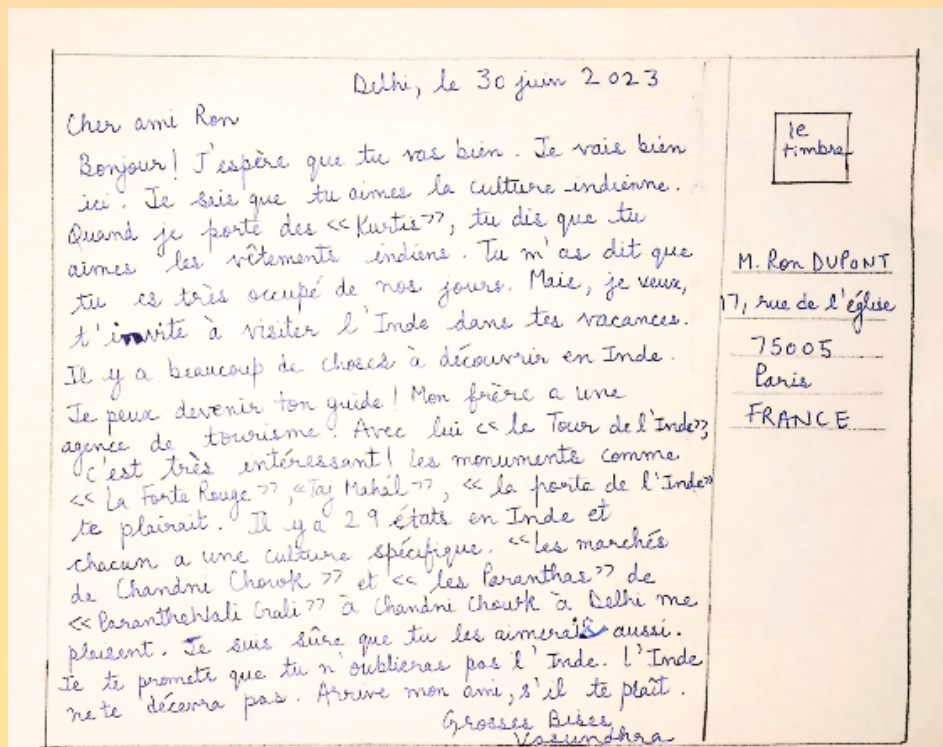 Delhi, le 30 juin 2023
Cher ami Ron
Bonjour! J'espère que tu vas bien. Je vais bien
ici. Je sais que tu aimes la culture indienne.
Quand je porte des <<Kurtis>>, tu dis que tu
aimes les vêtements indiens. Tu m'as dit que
tu es très occupé de nos jours. Mais, je veux,
t'invite à visiter l'Inde dans tes vacances.
Il y a beaucoup de choses à découvrir en Inde.
Je peux devenir ton guide! Mon frère a une
agence de tourisme. Avec lui << le Tour de l'Inde>>,
c'est très intéressant! les monuments comme
<< La Forte Rouge >>, <<Taj Mahal>>, << la porte de l'Inde>>
te plairait. Il y a 29 états en Inde et
chacun a une culture spécifique. <<les marchés
de Chandni Chowk >> et << les Paranthas>> de
<< ParantheWali Gali >> à Chandni Chowk à Delhi me
plaisent. Je suis sûre que tu les aimerais aussi.
Je te promets que tu n'oublieras pas l'Inde. L'Inde
ne te décevra pas. Arrive mon ami, s'il te plaît.
Grosses Bises
Vasundhra
le
timbre
M. Ron DUPONT
17, rue de l'église
75005
Paris
FRANCE